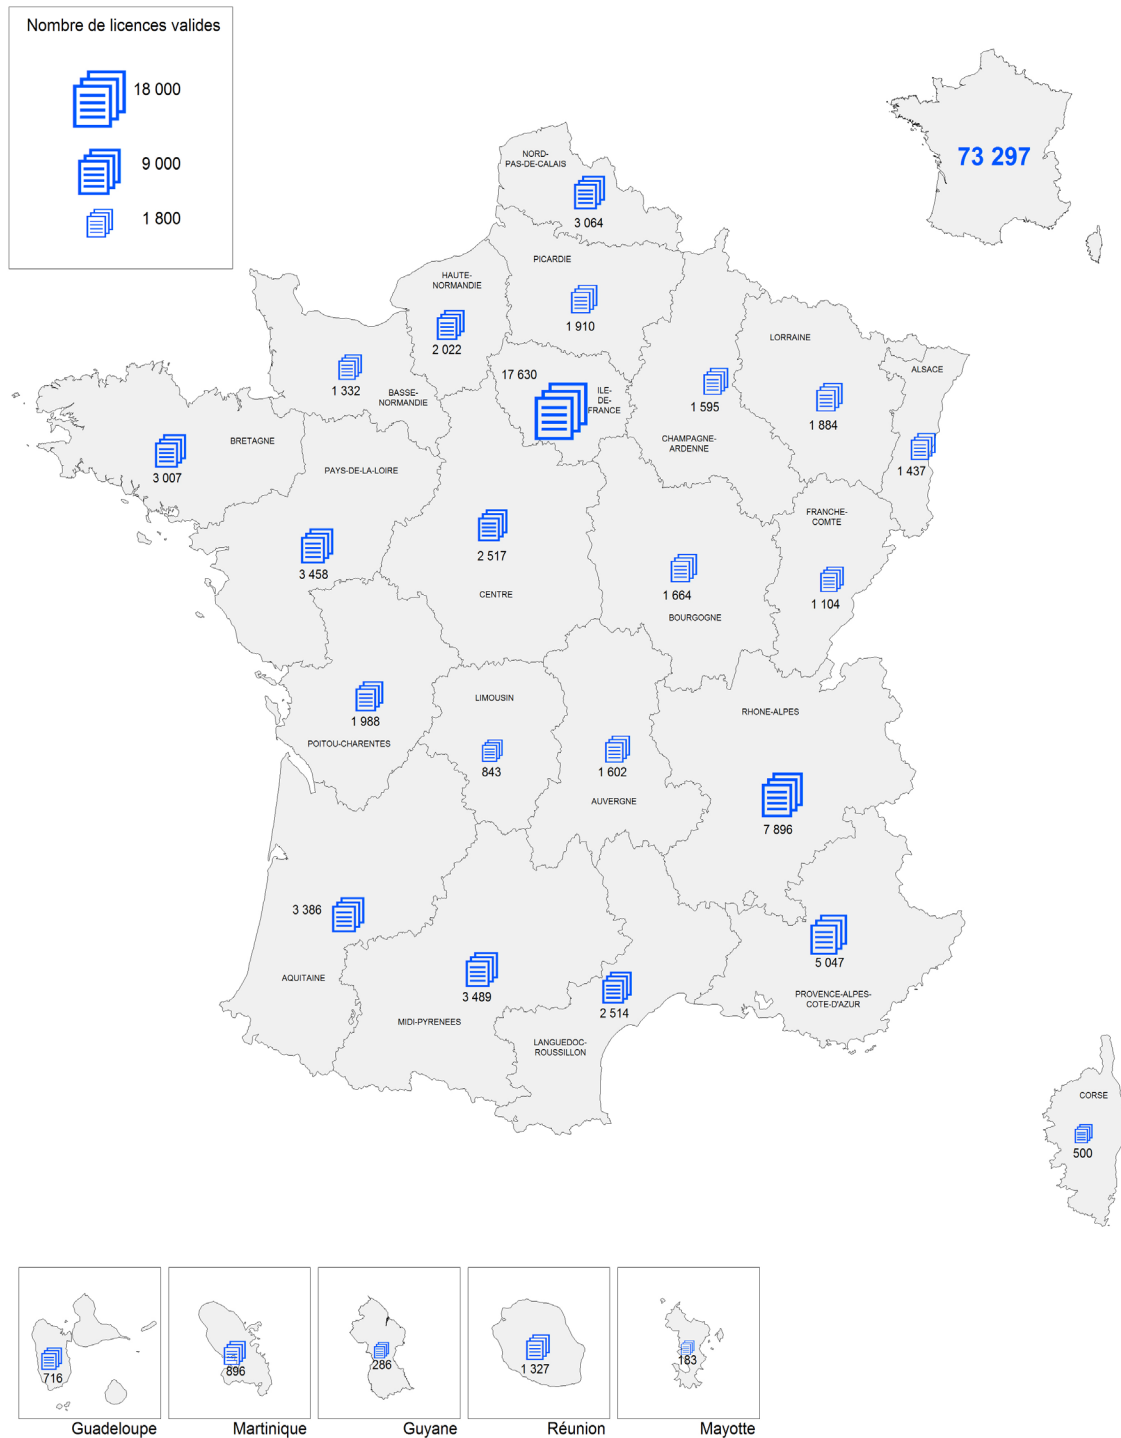 Nombre de licences valides
18 000
9 000
1 800
73 297
NORD-
PAS-DE-CALAIS
3 064
PICARDIE
1 910
HAUTE-
NORMANDIE
2 022
1 332
BASSE-
NORMANDIE
17 630
ILE-
DE-
FRANCE
1 595
CHAMPAGNE-
ARDENNE
LORRAINE
1 884
ALSACE
1 437
BRETAGNE
3 007
PAYS-DE-LA-LOIRE
3 458
2 517
CENTRE
1 664
BOURGOGNE
FRANCHE-
COMTE
1 104
1 988
POITOU-CHARENTES
LIMOUSIN
843
1 602
AUVERGNE
RHONE-ALPES
7 896
3 386
AQUITAINE
3 489
MIDI-PYRENEES
2 514
LANGUEDOC-
ROUSSILLON
5 047
PROVENCE-ALPES-
COTE-D'AZUR
CORSE
500
716
Guadeloupe
896
Martinique
286
Guyane
1 327
Réunion
183
Mayotte